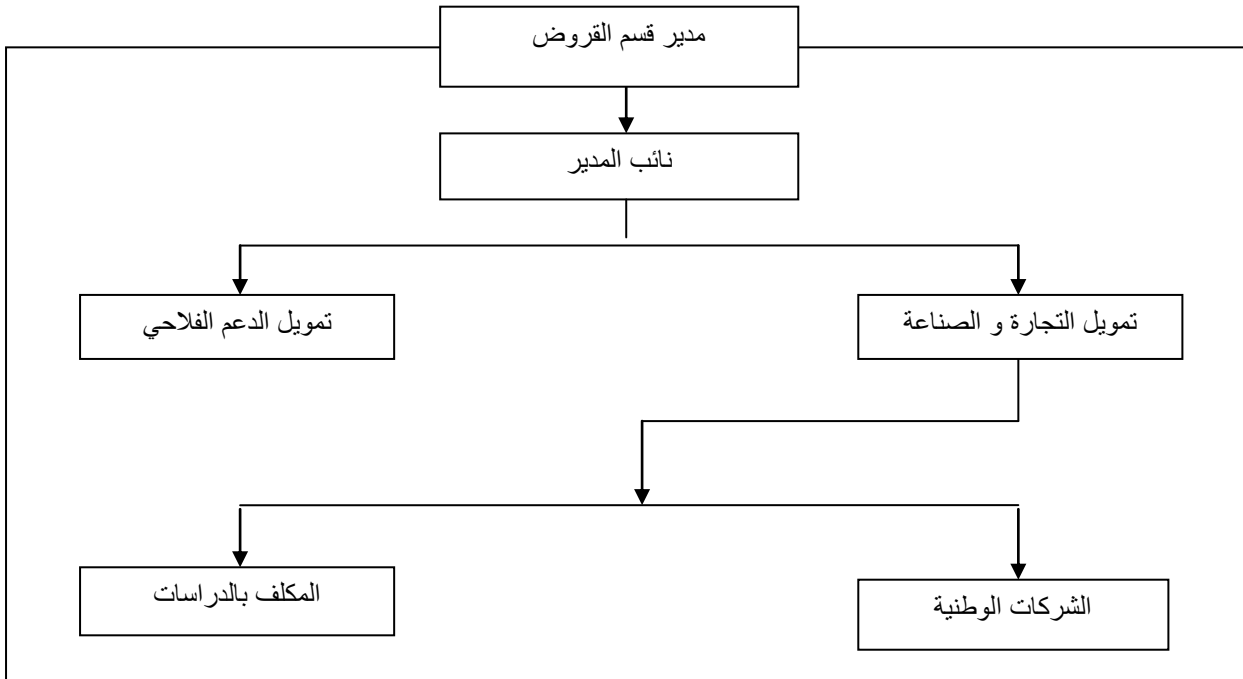 مدير قسم القروض
نائب المدير
تمويل التجارة و الصناعة
تمويل الدعم الفلاحي
الشركات الوطنية
المكلف بالدراسات